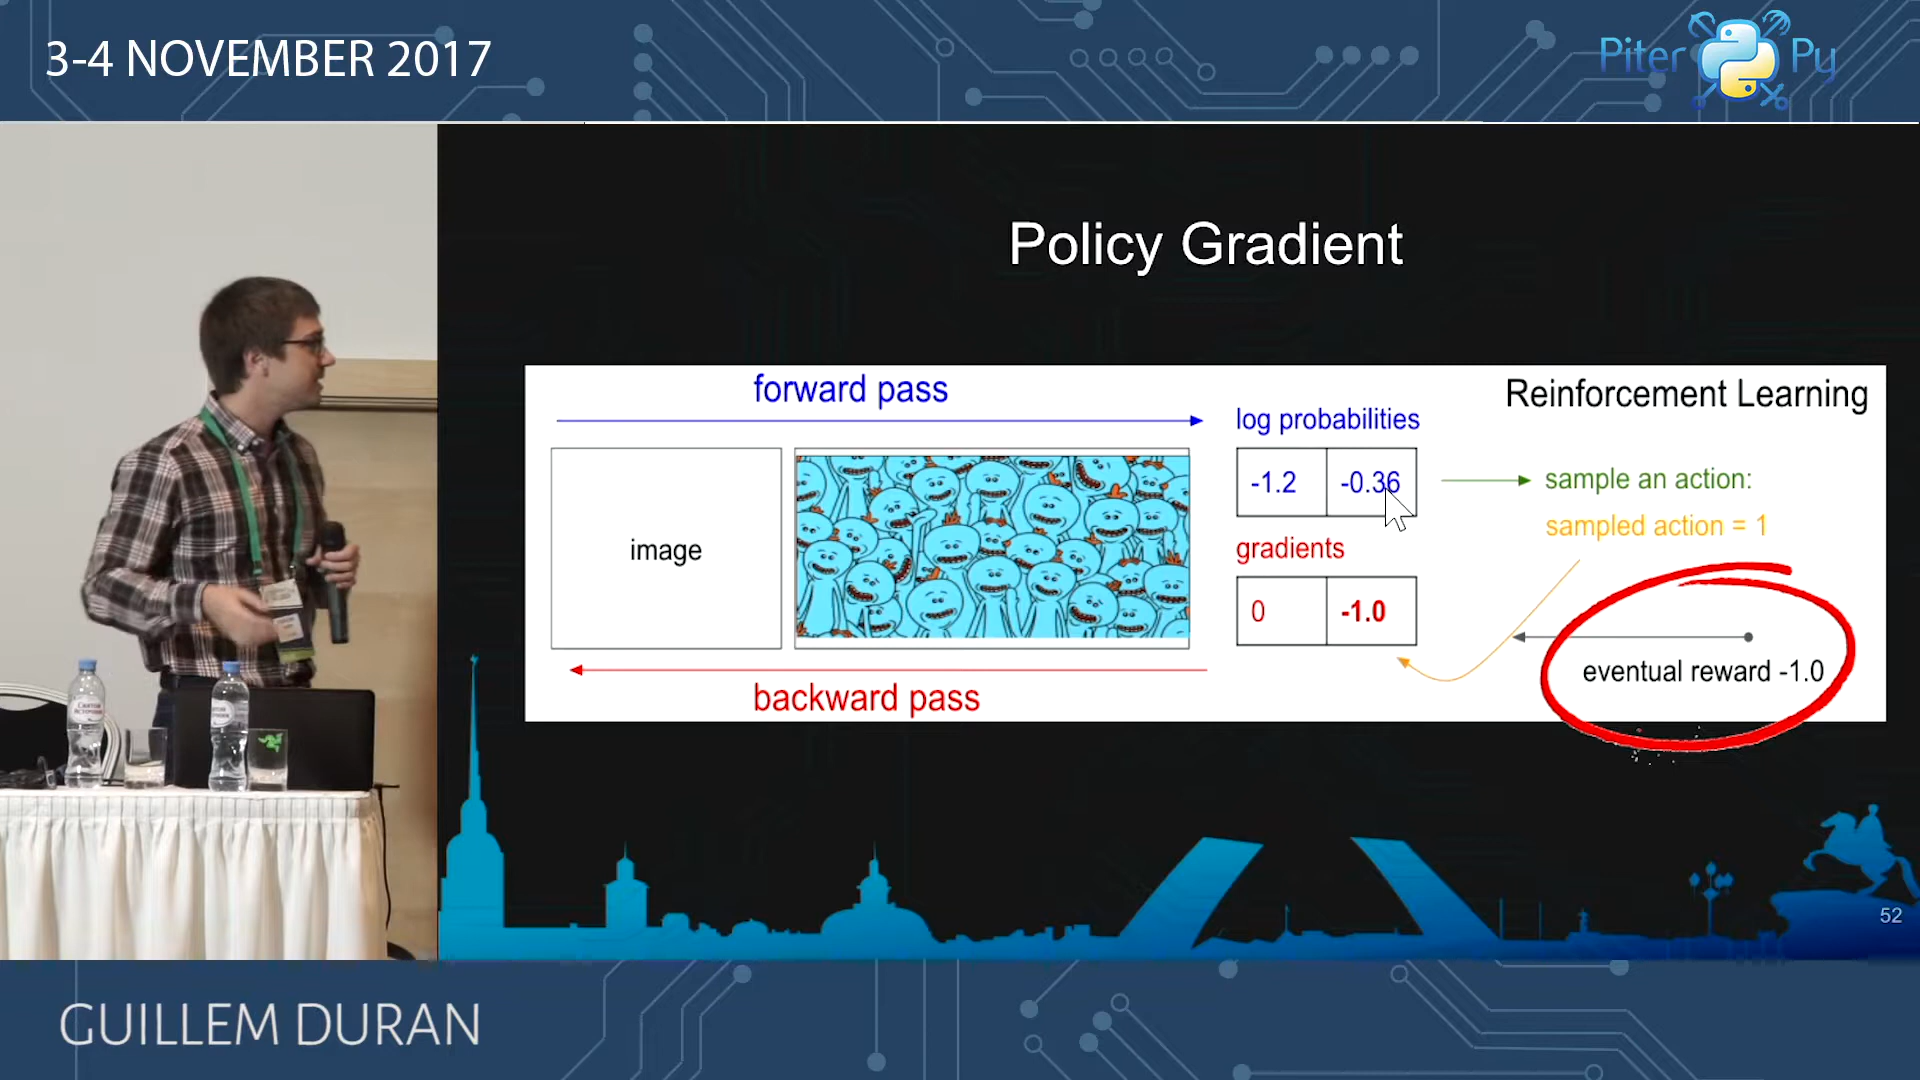 3-4 NOVEMBER 2017
Piter Py
Policy Gradient
forward pass
Reinforcement Learning
log probabilities
-1.2 -0.36
sample an action:
sampled action = 1
image
gradients
0 -1.0
eventual reward -1.0
backward pass
52
GUILLEM DURAN